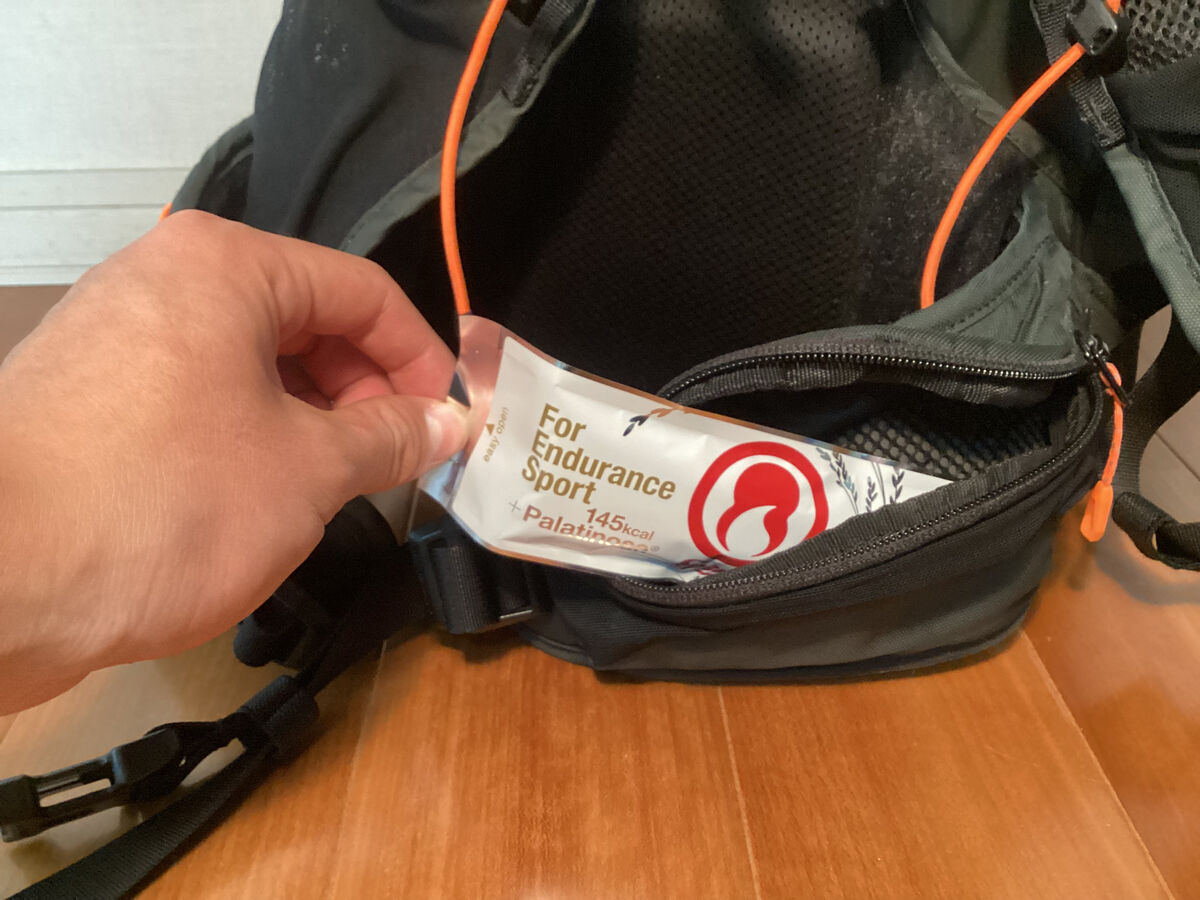 easy open
For
Endurance
Sport
145kcal
+Palatinose®